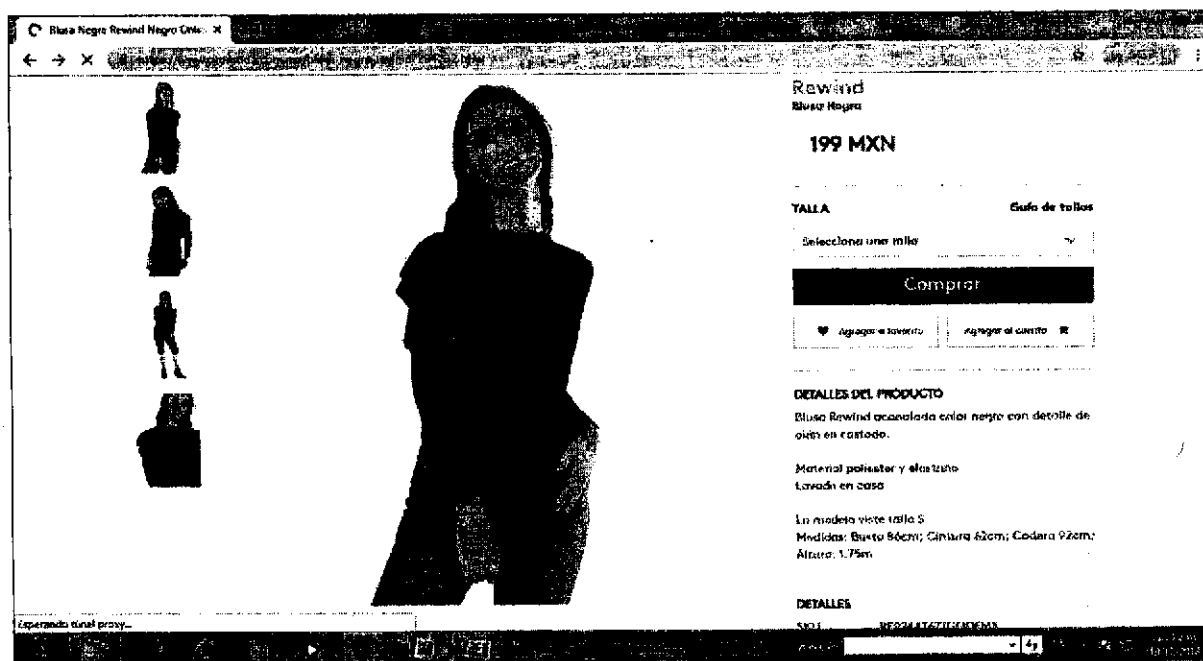 Blusa Negra Rewind Negro
Rewind
Blusa Negra
199 MXN
TALLA
Guía de tallas
Selecciona una talla
Comprar
Agregar a favorito
Agregar al carrito
DETALLES DEL PRODUCTO
Blusa Rewind acanalada color negro con detalle de
en costado.
Material poliester y elastano
Lavado en casa
La modelo viste talla S
Medidas: Busto 86cm; Cintura 62cm; Cadera 92cm;
Altura: 1.75m
DETALLES
SKU
Esperando túnel proxy...